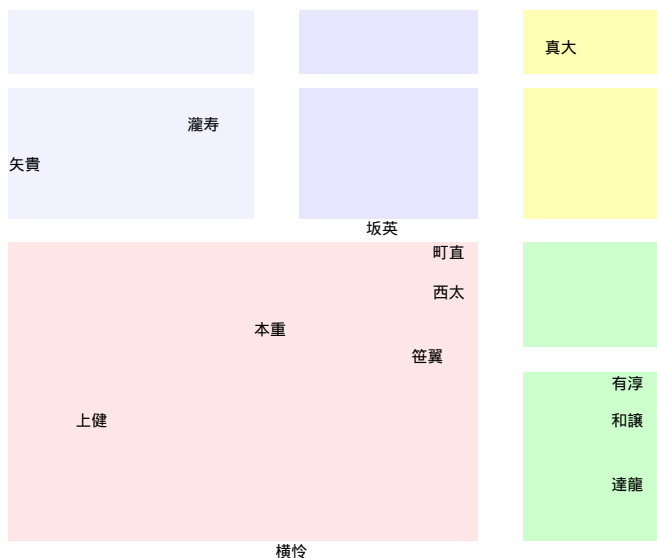 真大
瀧寿
矢貴
坂英
町直
西太
本重
笹翼
有淳
上健
和譲
達龍
横怜